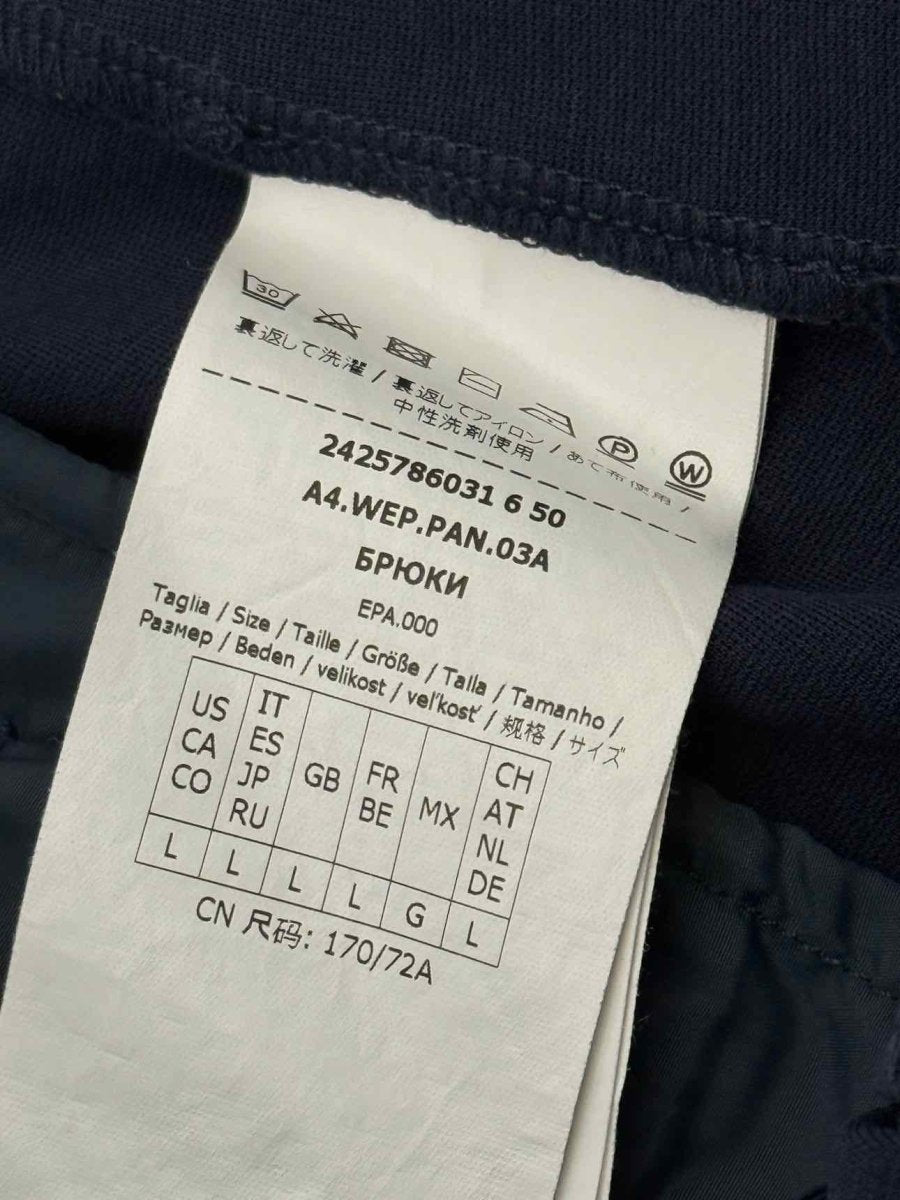 30
P
W
裏返して洗濯 / 裏返してアイロン / あて布使用 /
中性洗剤使用
2425786031 6 50
A4.WEP.PAN.03A
БРЮКИ
EPA.000
Taglia / Size / Taille / Größe / Talla / Tamanho /
Размер / Beden / velikost / veľkosť / 规格 / サイズ
US CA CO
IT ES JP RU
GB
FR BE
MX
CH AT NL DE
L L L L G L
CN 尺码: 170/72A